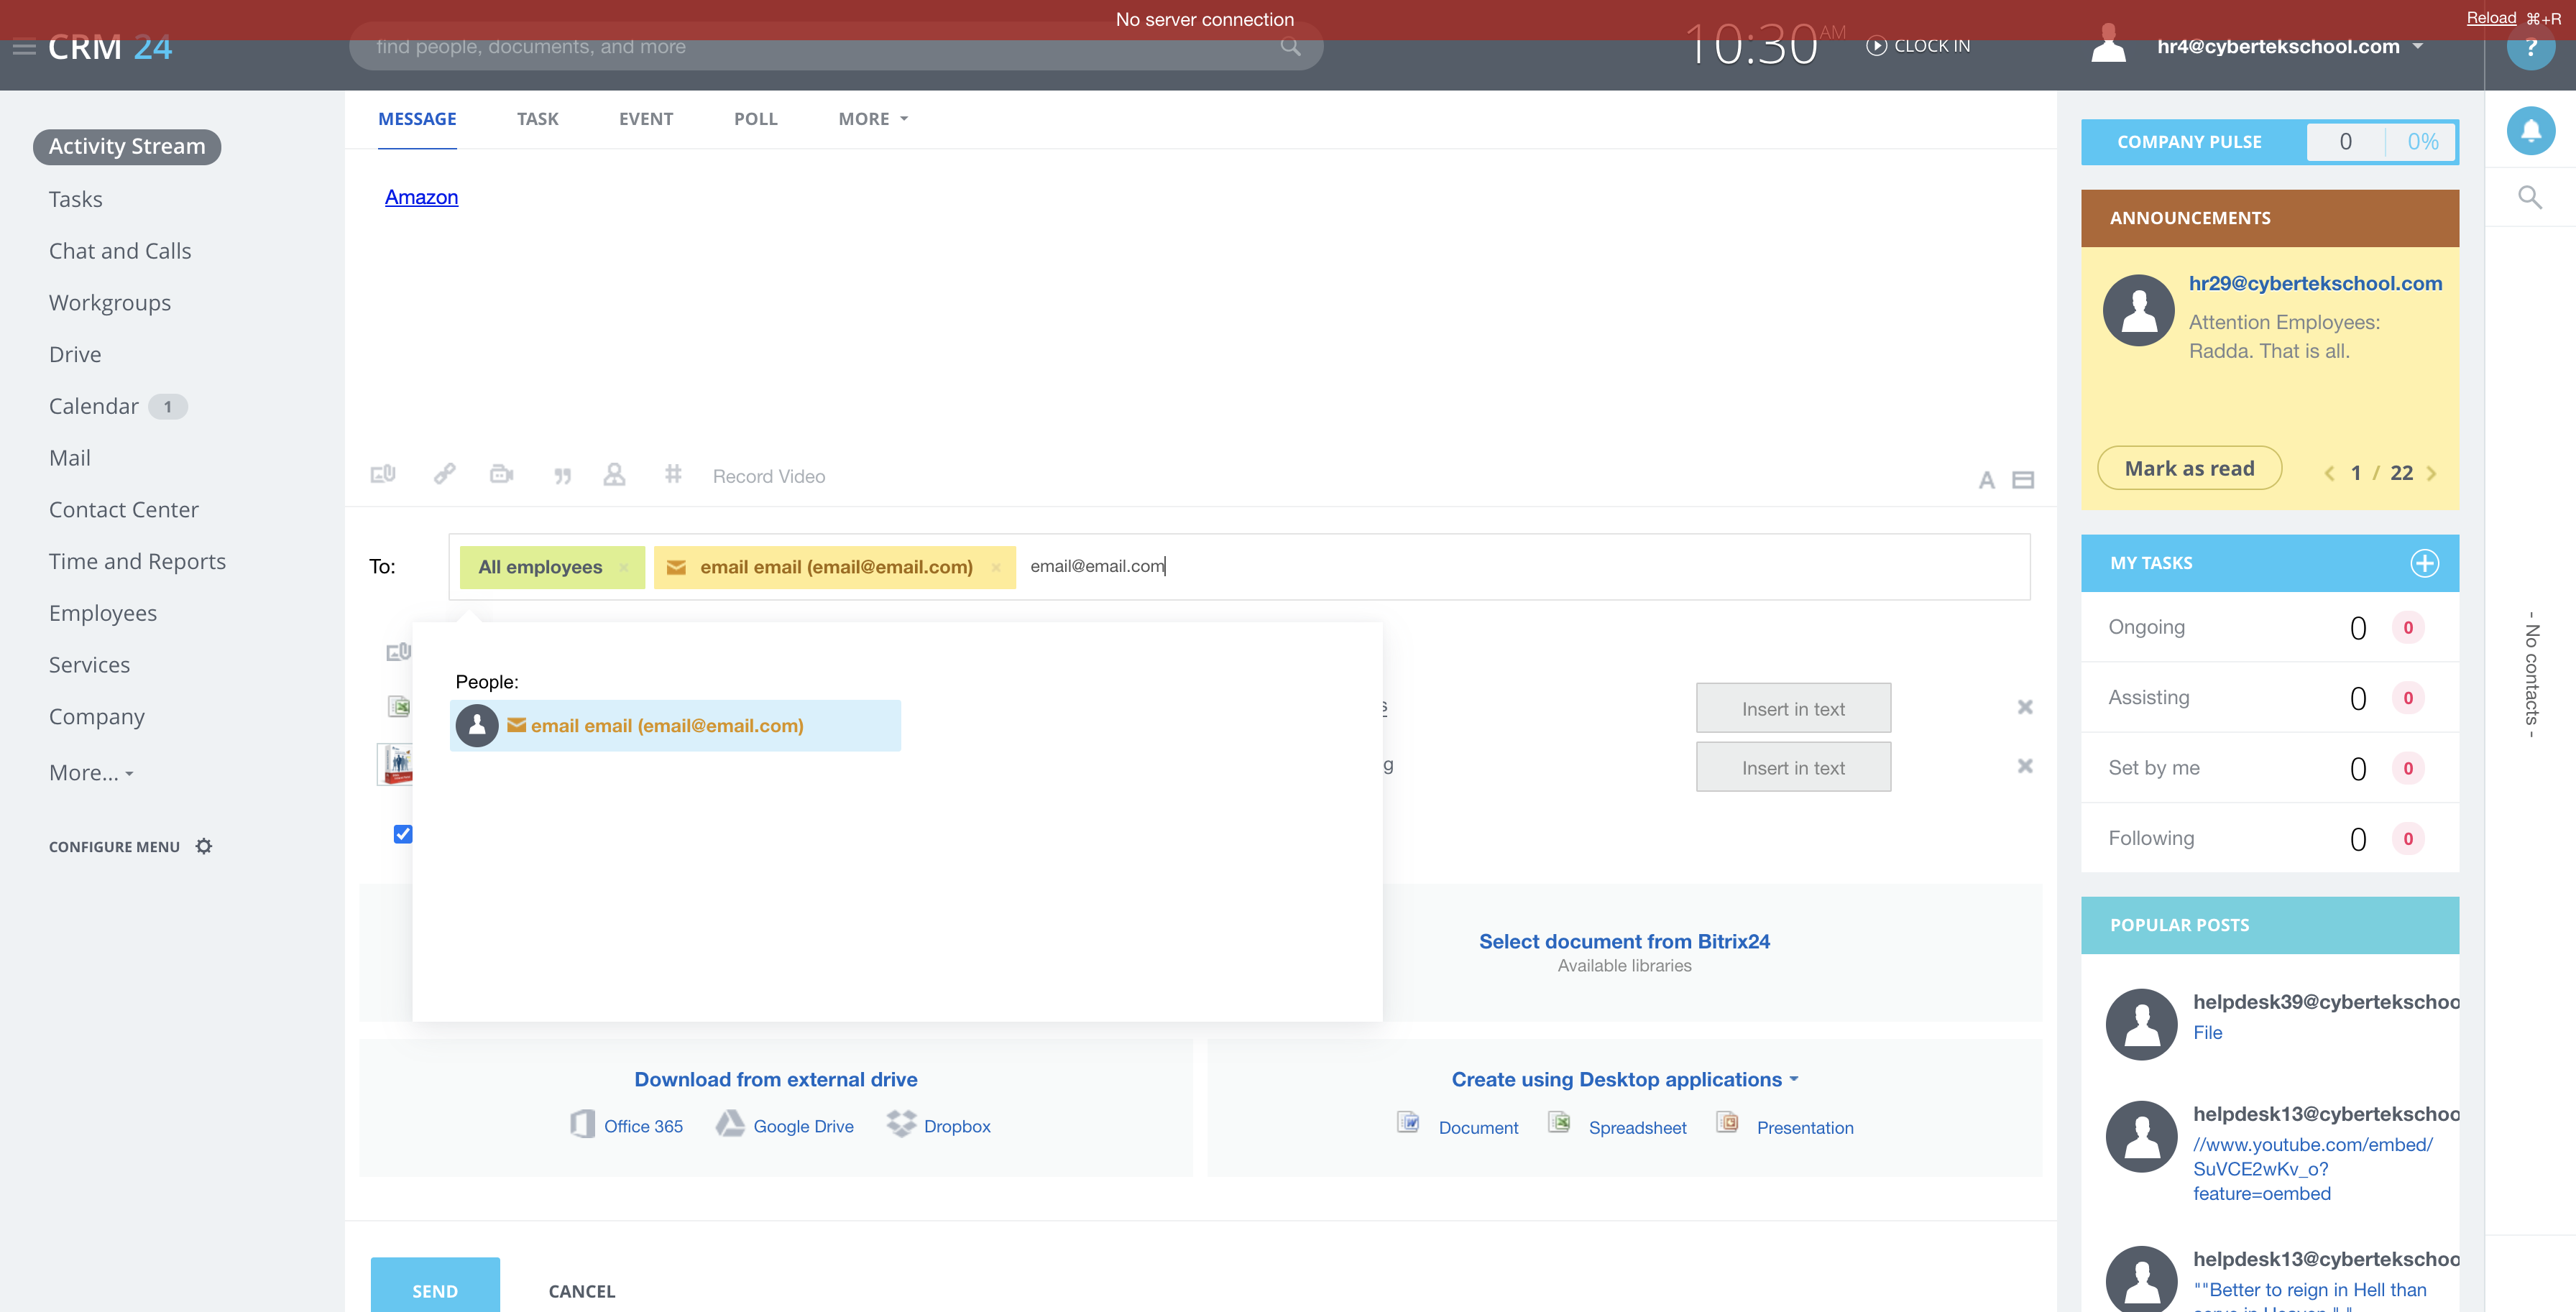 No server connection
Reload ⌘+R
CRM 24
find people, documents, and more
10:30 AM
CLOCK IN
hr4@cybertekschool.com
?
Activity Stream
Tasks
Chat and Calls
Workgroups
Drive
Calendar 1
Mail
Contact Center
Time and Reports
Employees
Services
Company
More...
CONFIGURE MENU
MESSAGE TASK EVENT POLL MORE
Amazon
Record Video
A
To: All employees email email (email@email.com) email@email.com
People:
email email (email@email.com)
s
Insert in text
g
Insert in text
Select document from Bitrix24
Available libraries
Download from external drive
Office 365 Google Drive Dropbox
Create using Desktop applications
Document Spreadsheet Presentation
SEND CANCEL
COMPANY PULSE 0 0%
ANNOUNCEMENTS
hr29@cybertekschool.com
Attention Employees:
Radda. That is all.
Mark as read
1 / 22
MY TASKS
Ongoing 0 0
Assisting 0 0
Set by me 0 0
Following 0 0
POPULAR POSTS
helpdesk39@cybertekschoo
File
helpdesk13@cybertekschoo
//www.youtube.com/embed/
SuVCE2wKv_o?
feature=oembed
helpdesk13@cybertekschoo
""Better to reign in Hell than
- No contacts -